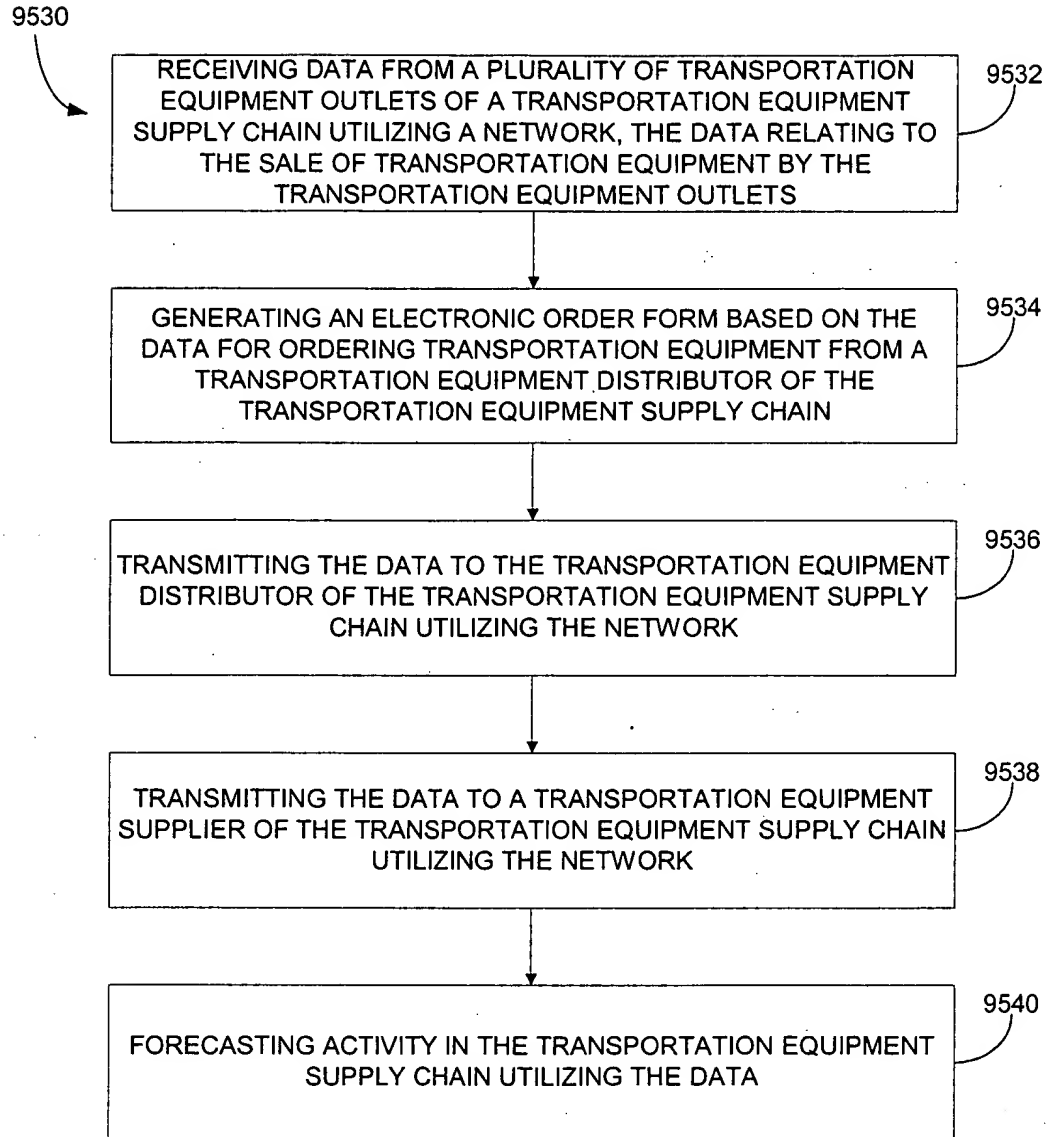 9530
RECEIVING DATA FROM A PLURALITY OF TRANSPORTATION
EQUIPMENT OUTLETS OF A TRANSPORTATION EQUIPMENT
SUPPLY CHAIN UTILIZING A NETWORK, THE DATA RELATING TO
THE SALE OF TRANSPORTATION EQUIPMENT BY THE
TRANSPORTATION EQUIPMENT OUTLETS
9532
GENERATING AN ELECTRONIC ORDER FORM BASED ON THE
DATA FOR ORDERING TRANSPORTATION EQUIPMENT FROM A
TRANSPORTATION EQUIPMENT DISTRIBUTOR OF THE
TRANSPORTATION EQUIPMENT SUPPLY CHAIN
9534
TRANSMITTING THE DATA TO THE TRANSPORTATION EQUIPMENT
DISTRIBUTOR OF THE TRANSPORTATION EQUIPMENT SUPPLY
CHAIN UTILIZING THE NETWORK
9536
TRANSMITTING THE DATA TO A TRANSPORTATION EQUIPMENT
SUPPLIER OF THE TRANSPORTATION EQUIPMENT SUPPLY CHAIN
UTILIZING THE NETWORK
9538
FORECASTING ACTIVITY IN THE TRANSPORTATION EQUIPMENT
SUPPLY CHAIN UTILIZING THE DATA
9540